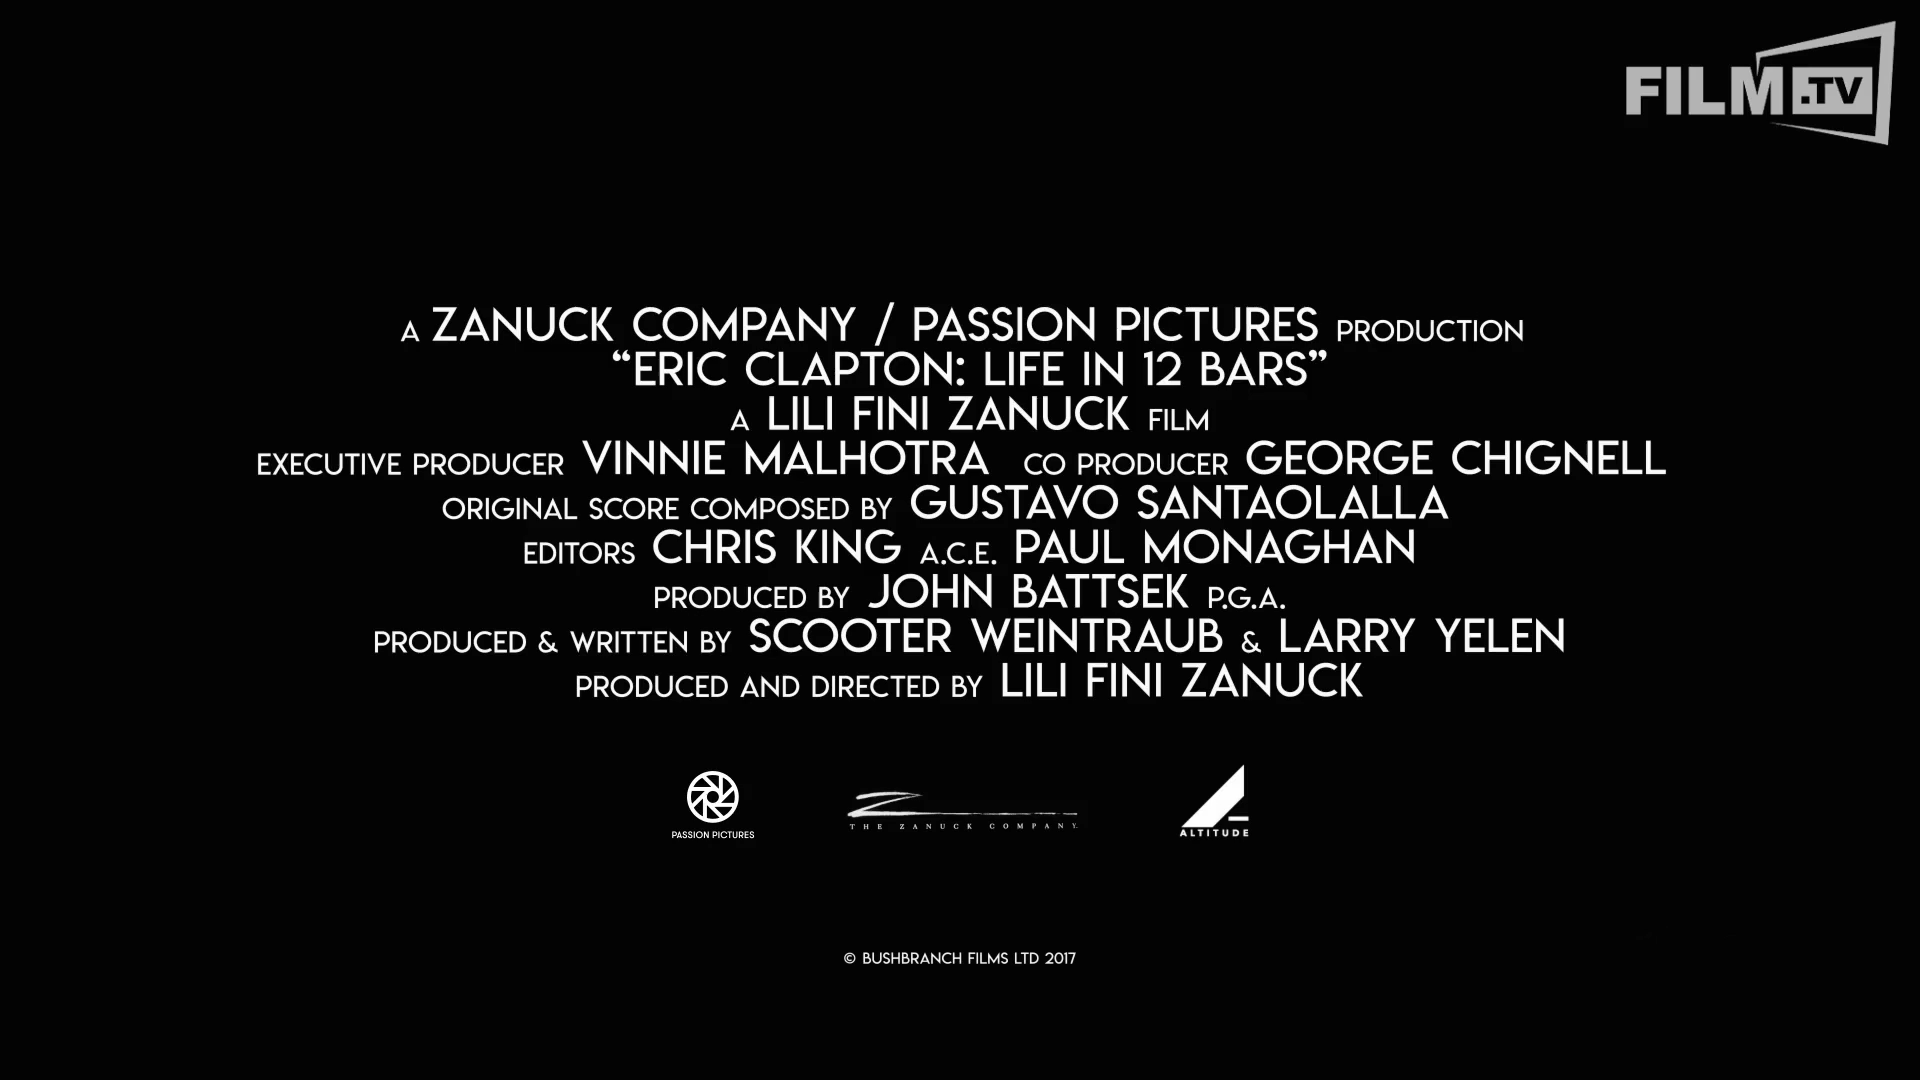 FILM.TV
A ZANUCK COMPANY / PASSION PICTURES PRODUCTION
“ERIC CLAPTON: LIFE IN 12 BARS”
A LILI FINI ZANUCK FILM
EXECUTIVE PRODUCER VINNIE MALHOTRA CO PRODUCER GEORGE CHIGNELL
ORIGINAL SCORE COMPOSED BY GUSTAVO SANTAOLALLA
EDITORS CHRIS KING A.C.E. PAUL MONAGHAN
PRODUCED BY JOHN BATTSEK P.G.A.
PRODUCED & WRITTEN BY SCOOTER WEINTRAUB & LARRY YELEN
PRODUCED AND DIRECTED BY LILI FINI ZANUCK
PASSION PICTURES
THE ZANUCK COMPANY
ALTITUDE
© BUSHBRANCH FILMS LTD 2017